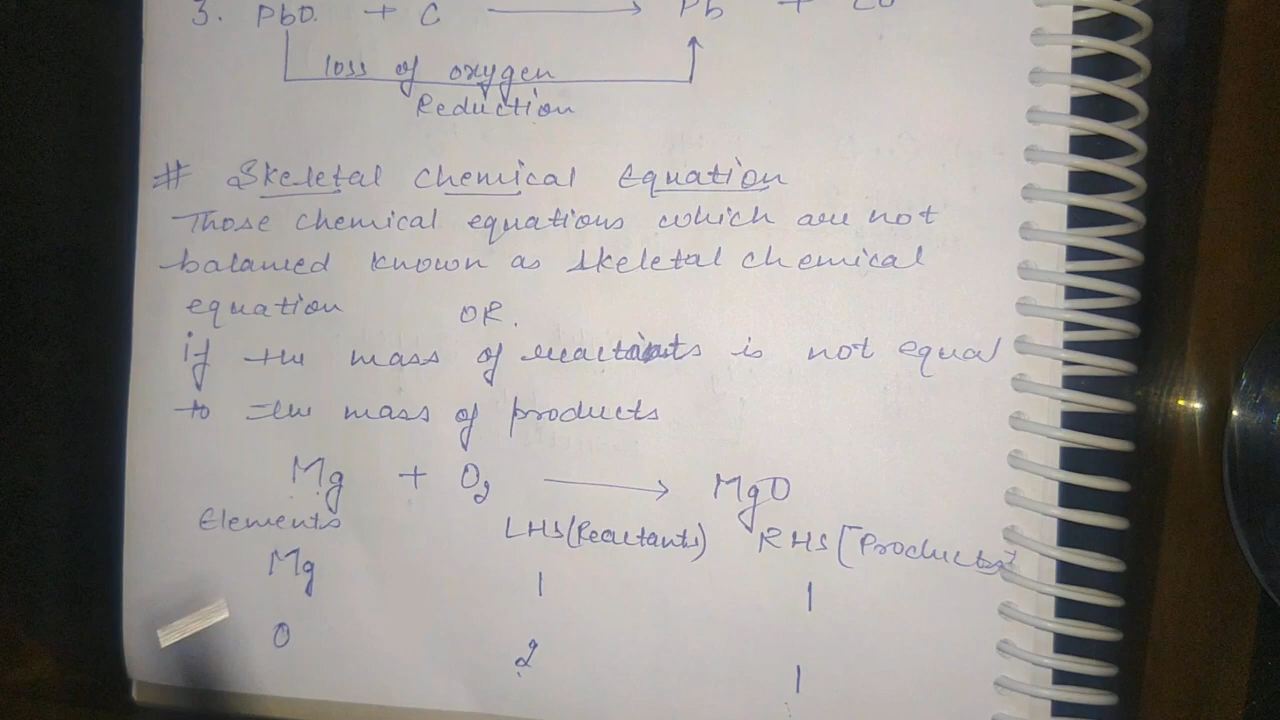 3. PbO + C → Pb + CO
loss of oxygen
Reduction
# Skeletal chemical Equation
Those chemical equations which are not
balanced known as skeletal chemical
equation OR.
if the mass of reactants is not equal
to the mass of products
Mg + O₂ → MgO
Elements LHS(Reactants) RHS[Products]
Mg 1 1
O 2 1